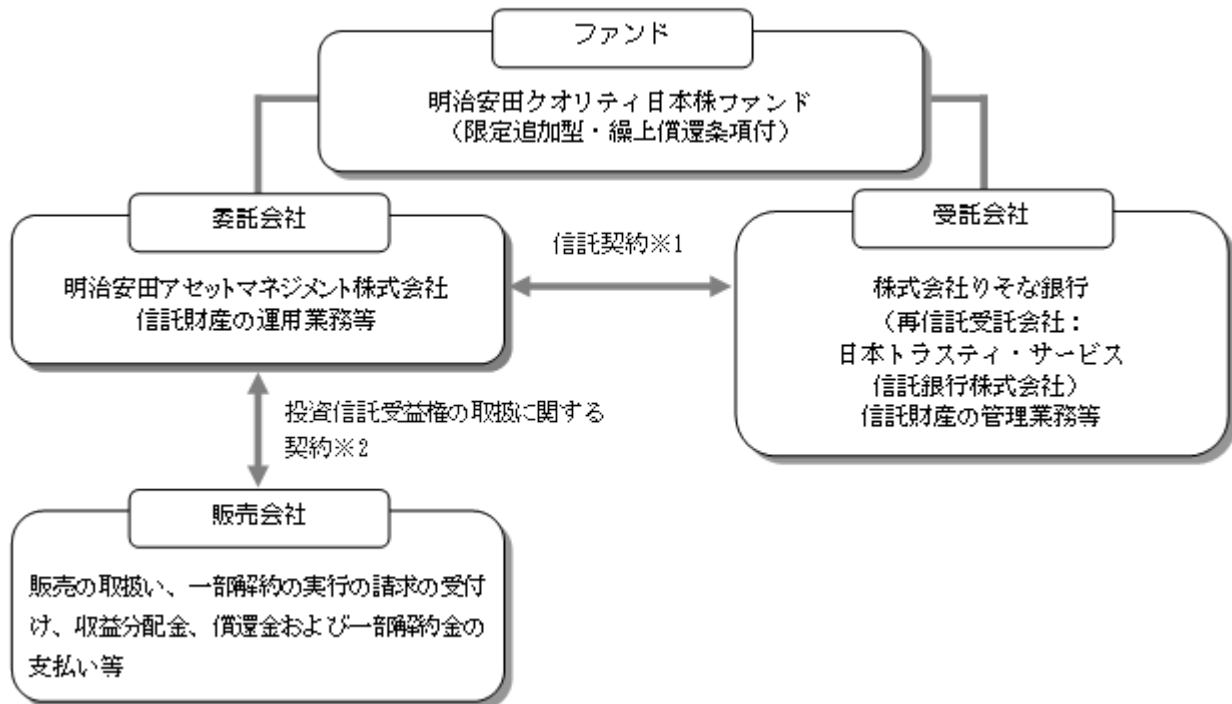 ファンド
明治安田クオリティ日本株ファンド
（限定追加型・繰上償還条項付）
委託会社
明治安田アセットマネジメント株式会社
信託財産の運用業務等
信託契約※1
受託会社
株式会社りそな銀行
（再信託受託会社：
日本トラスティ・サービス
信託銀行株式会社）
信託財産の管理業務等
投資信託受益権の取扱に関する
契約※2
販売会社
販売の取扱い、一部解約の実行の請求の受付
け、収益分配金、償還金および一部解約金の
支払い等